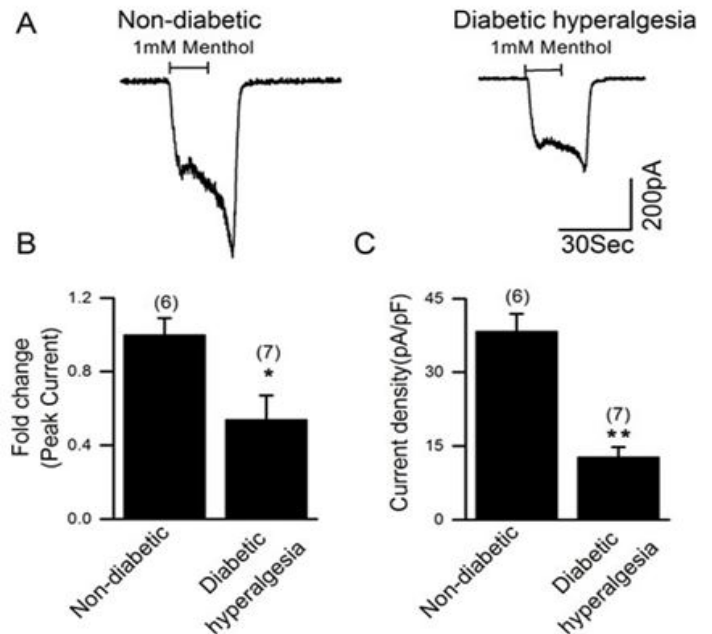 A
Non-diabetic
1mM Menthol
Diabetic hyperalgesia
1mM Menthol
200pA
30Sec
B
Fold change
(Peak Current)
1.2
0.8
0.4
0.0
(6)
(7)
*
Non-diabetic
Diabetic
hyperalgesia
C
Current density(pA/pF)
45
30
15
0
(6)
(7)
**
Non-diabetic
Diabetic
hyperalgesia